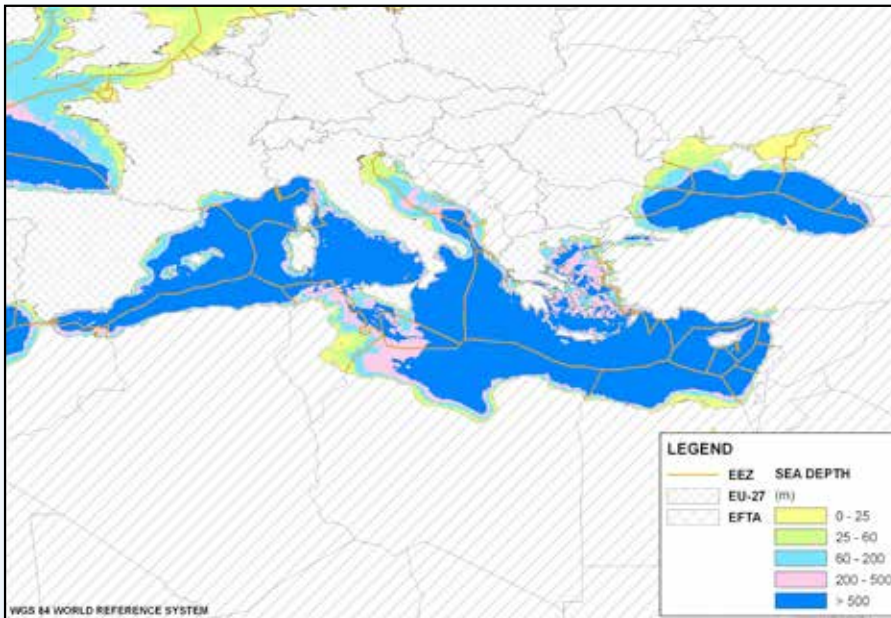 LEGEND
EEZ
EU-27
EFTA
SEA DEPTH
(m)
0 - 25
25 - 60
60 - 200
200 - 500
> 500
WGS 84 WORLD REFERENCE SYSTEM